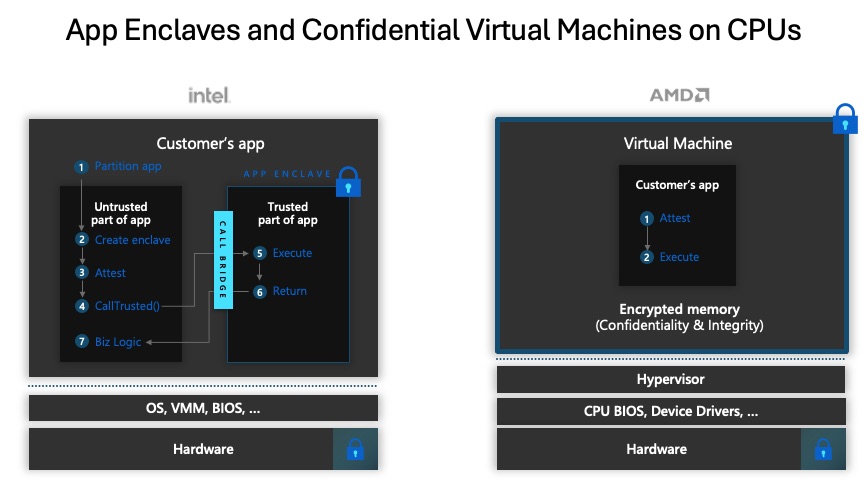 App Enclaves and Confidential Virtual Machines on CPUs
intel.
Customer's app
1 Partition app
APP ENCLAVE
Untrusted
part of app
2 Create enclave
3 Attest
4 CallTrusted()
7 Biz Logic
CALL BRIDGE
Trusted
part of app
5 Execute
6 Return
OS, VMM, BIOS, ...
Hardware
AMD
Virtual Machine
Customer's app
1 Attest
2 Execute
Encrypted memory
(Confidentiality & Integrity)
Hypervisor
CPU BIOS, Device Drivers, ...
Hardware